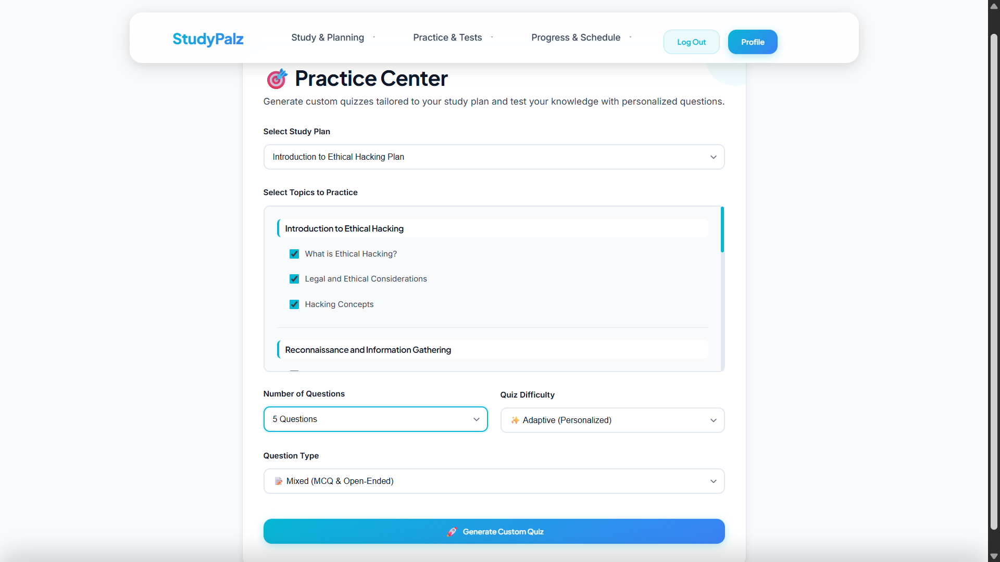 StudyPalz
Study & Planning
Practice & Tests
Progress & Schedule
Log Out
Profile
Practice Center
Generate custom quizzes tailored to your study plan and test your knowledge with personalized questions.
Select Study Plan
Introduction to Ethical Hacking Plan
Select Topics to Practice
Introduction to Ethical Hacking
What is Ethical Hacking?
Legal and Ethical Considerations
Hacking Concepts
Reconnaissance and Information Gathering
Number of Questions
5 Questions
Quiz Difficulty
✨ Adaptive (Personalized)
Question Type
📝 Mixed (MCQ & Open-Ended)
🚀 Generate Custom Quiz